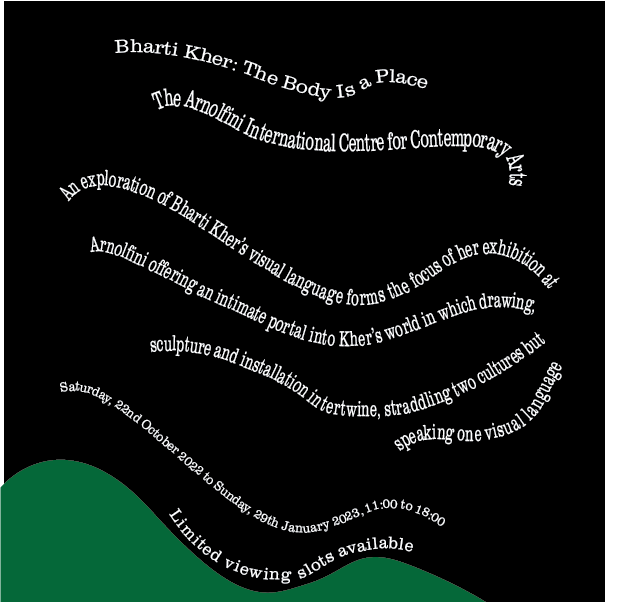 Bharti Kher: The Body Is a Place
The Arnolfini International Centre for Contemporary Arts
An exploration of Bharti Kher's visual language forms the focus of her exhibition at
Arnolfini offering an intimate portal into Kher's world in which drawing,
sculpture and installation intertwine, straddling two cultures but
speaking one visual language
Saturday, 22nd October 2022 to Sunday, 29th January 2023, 11:00 to 18:00
Limited viewing slots available